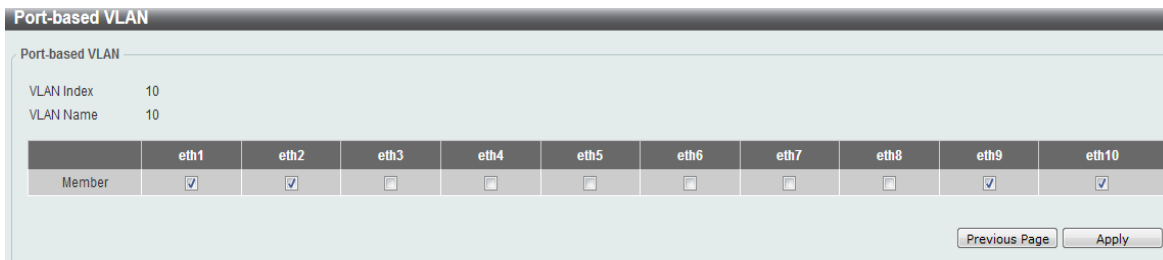 Port-based VLAN
Port-based VLAN
VLAN Index 10
VLAN Name 10
eth1 eth2 eth3 eth4 eth5 eth6 eth7 eth8 eth9 eth10
Member
Previous Page Apply